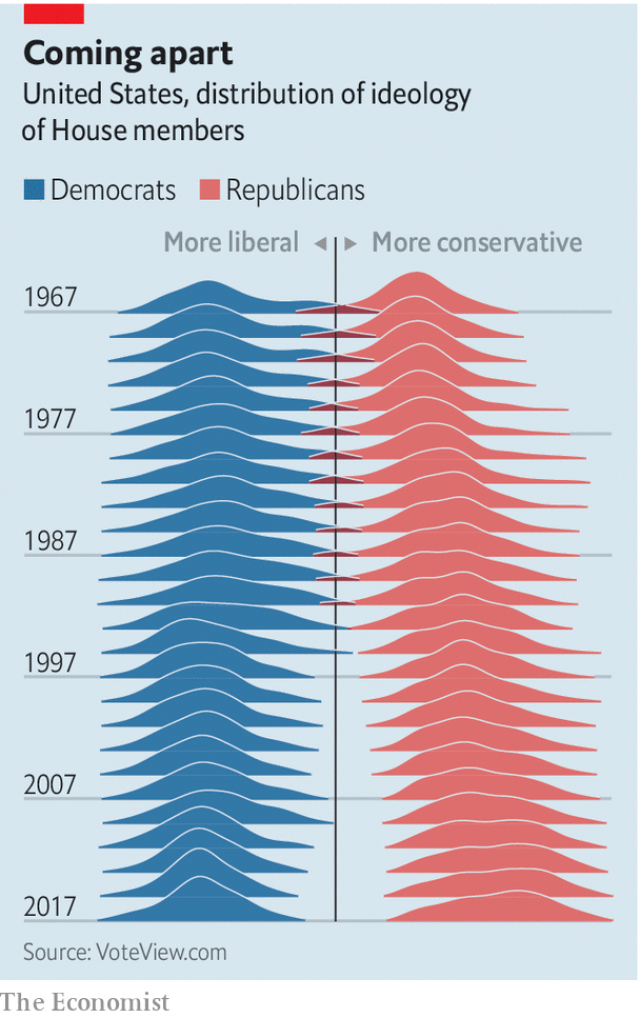 Coming apart
United States, distribution of ideology
of House members
Democrats Republicans
More liberal ◄ ► More conservative
1967
1977
1987
1997
2007
2017
Source: VoteView.com
The Economist